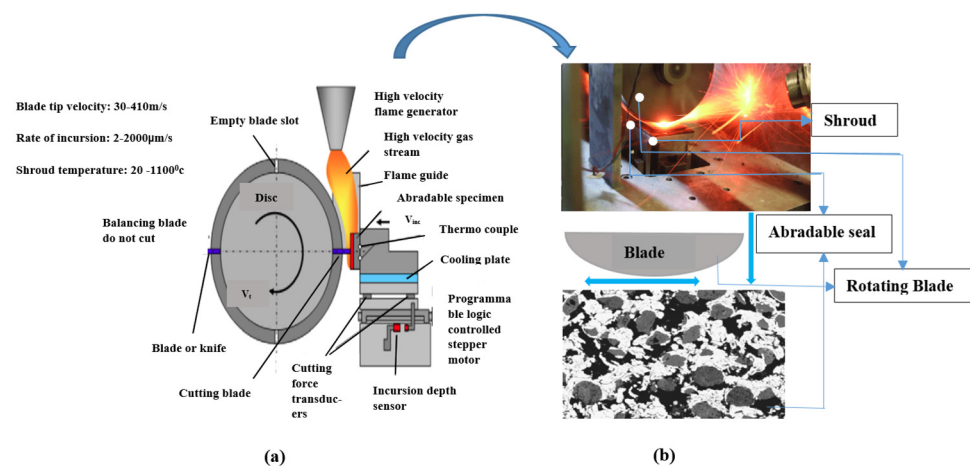 Blade tip velocity: 30-410m/s
Rate of incursion: 2-2000µm/s
Shroud temperature: 20 -1100⁰c
Empty blade slot
High velocity
flame generator
High velocity gas
stream
Flame guide
Abradable specimen
V_inc
Thermo couple
Cooling plate
Programma
ble logic
controlled
stepper
motor
Disc
Balancing blade
do not cut
V_t
Blade or knife
Cutting blade
Cutting
force
transduc-
ers
Incursion depth
sensor
(a)
Shroud
Abradable seal
Blade
Rotating Blade
(b)